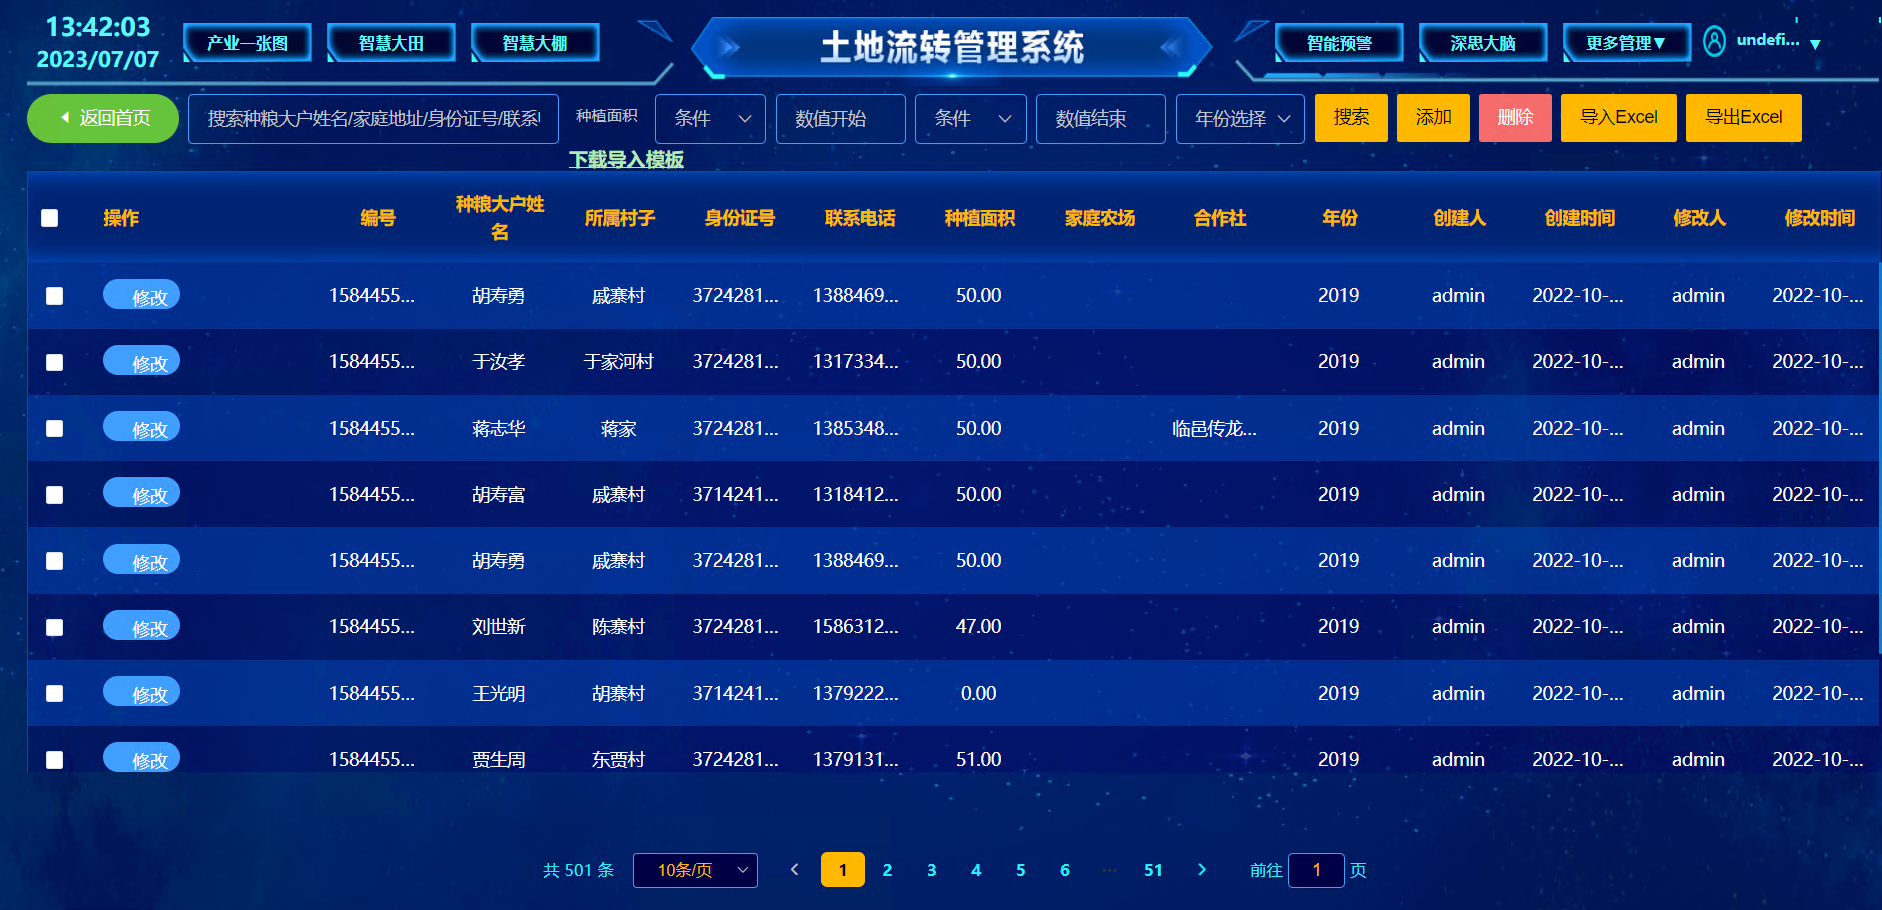 13:42:03
2023/07/07
产业一张图 智慧大田 智慧大棚 土地流转管理系统 智能预警 深思大脑 更多管理▼ undefi... ▼
返回首页 搜索种粮大户姓名/家庭地址/身份证号/联系 种植面积 条件 数值开始 条件 数值结束 年份选择 搜索 添加 删除 导入Excel 导出Excel
下载导入模板
操作 编号 种粮大户姓名 所属村子 身份证号 联系电话 种植面积 家庭农场 合作社 年份 创建人 创建时间 修改人 修改时间
修改 1584455... 胡寿勇 戚寨村 3724281... 1388469... 50.00 2019 admin 2022-10-... admin 2022-10-...
修改 1584455... 于汝孝 于家河村 3724281... 1317334... 50.00 2019 admin 2022-10-... admin 2022-10-...
修改 1584455... 蒋志华 蒋家 3724281... 1385348... 50.00 临邑传龙... 2019 admin 2022-10-... admin 2022-10-...
修改 1584455... 胡寿富 戚寨村 3714241... 1318412... 50.00 2019 admin 2022-10-... admin 2022-10-...
修改 1584455... 胡寿勇 戚寨村 3724281... 1388469... 50.00 2019 admin 2022-10-... admin 2022-10-...
修改 1584455... 刘世新 陈寨村 3724281... 1586312... 47.00 2019 admin 2022-10-... admin 2022-10-...
修改 1584455... 王光明 胡寨村 3714241... 1379222... 0.00 2019 admin 2022-10-... admin 2022-10-...
修改 1584455... 贾生周 东贾村 3724281... 1379131... 51.00 2019 admin 2022-10-... admin 2022-10-...
共 501 条 10条/页 1 2 3 4 5 6 ... 51 前往 1 页